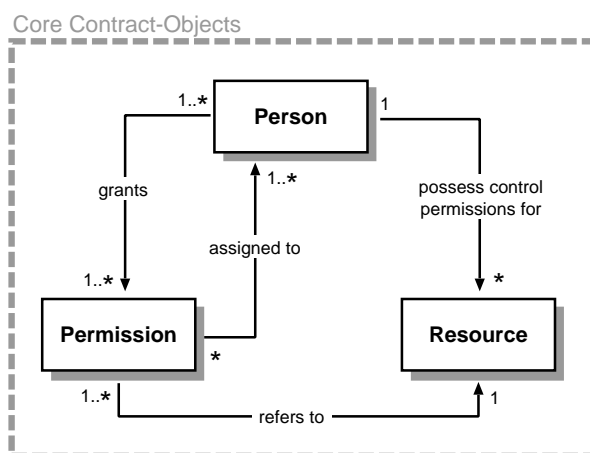 Core Contract-Objects
1..*
Person
1
grants
1..*
possess control
permissions for
assigned to
1..*
*
Permission
*
Resource
1..*
refers to
1